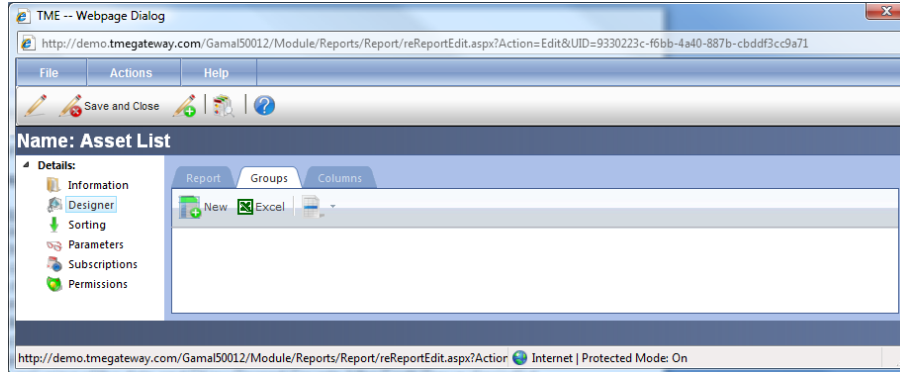 TME -- Webpage Dialog
http://demo.tmegateway.com/Gamal50012/Module/Reports/Report/reReportEdit.aspx?Action=Edit&UID=9330223c-f6bb-4a40-887b-cbddf3cc9a71
File Actions Help
Save and Close
Name: Asset List
Details:
Information
Designer
Sorting
Parameters
Subscriptions
Permissions
Report Groups Columns
New Excel
http://demo.tmegateway.com/Gamal50012/Module/Reports/Report/reReportEdit.aspx?Action Internet | Protected Mode: On